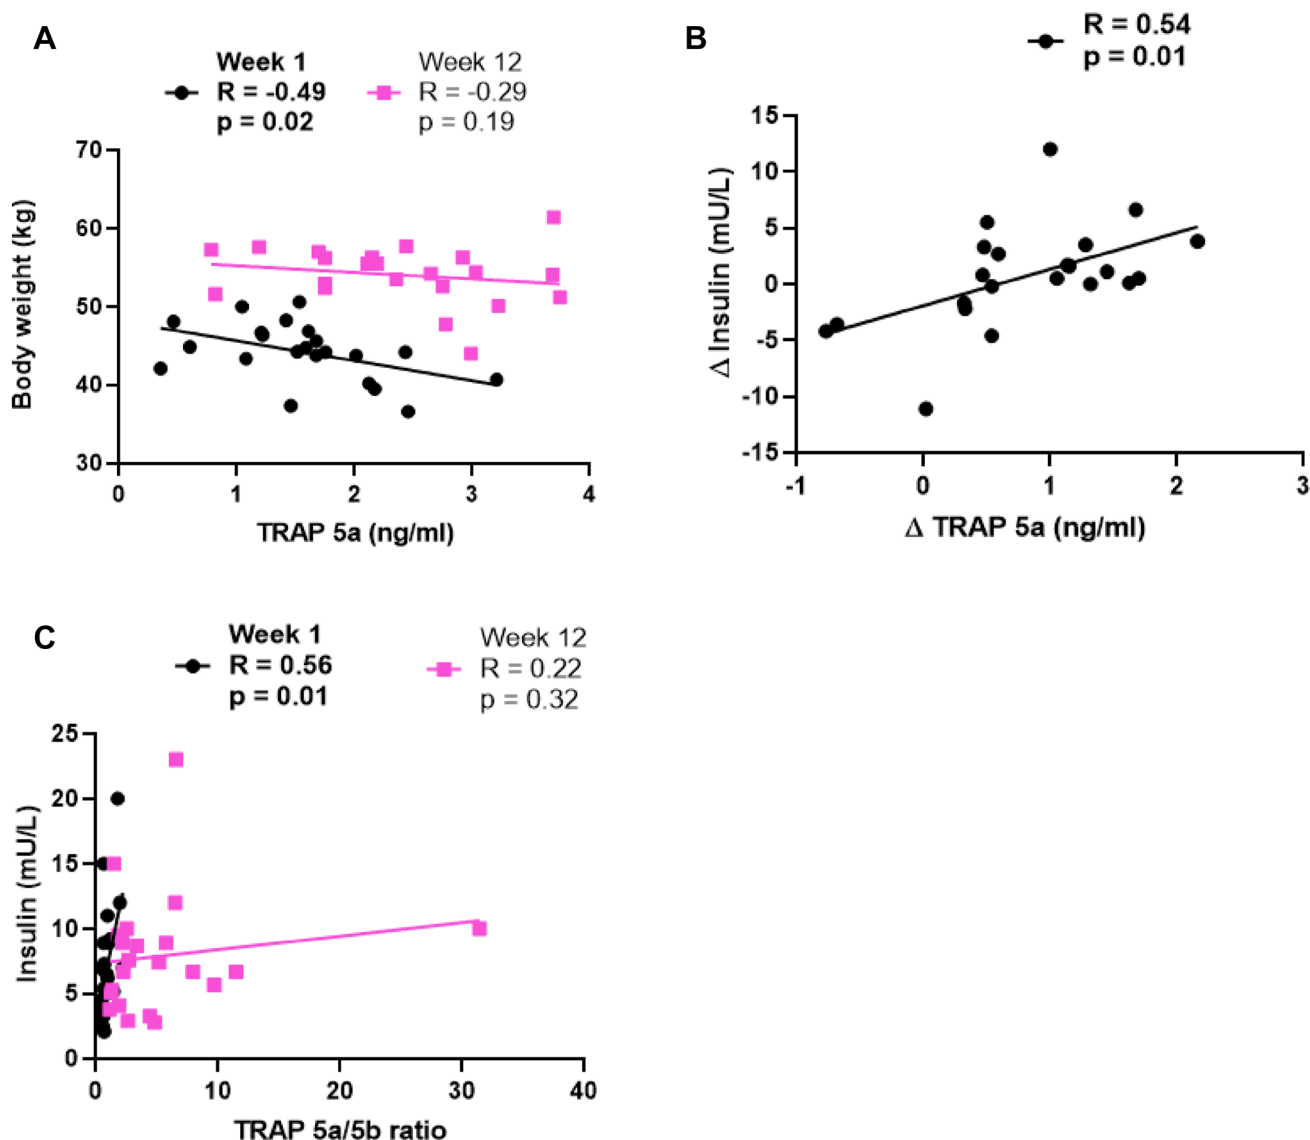 A
Week 1
R = -0.49
p = 0.02
Week 12
R = -0.29
p = 0.19
70
60
50
40
30
Body weight (kg)
0 1 2 3 4
TRAP 5a (ng/ml)
B
R = 0.54
p = 0.01
15
10
5
0
-5
-10
-15
Δ Insulin (mU/L)
-1 0 1 2 3
Δ TRAP 5a (ng/ml)
C
Week 1
R = 0.56
p = 0.01
Week 12
R = 0.22
p = 0.32
25
20
15
10
5
0
Insulin (mU/L)
0 10 20 30 40
TRAP 5a/5b ratio